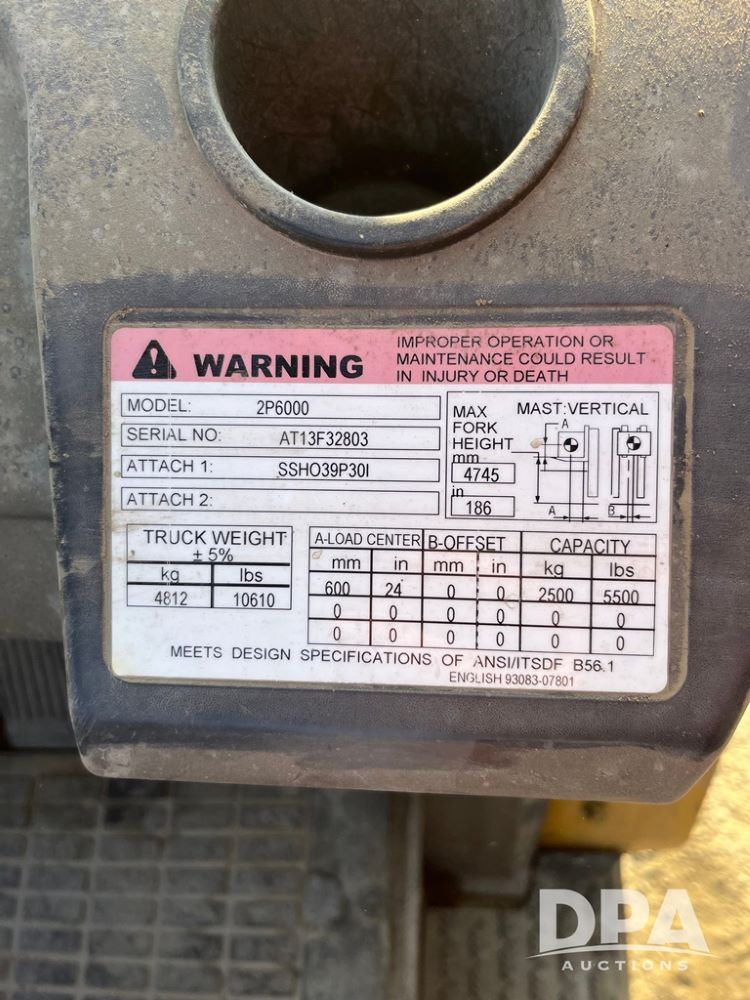 WARNING
IMPROPER OPERATION OR
MAINTENANCE COULD RESULT
IN INJURY OR DEATH
MODEL: 2P6000
SERIAL NO: AT13F32803
ATTACH 1: SSHO39P30I
ATTACH 2:
MAX
FORK
HEIGHT
mm
4745
in
186
MAST:VERTICAL
A
A B
TRUCK WEIGHT
± 5%
kg lbs
4812 10610
A-LOAD CENTER B-OFFSET CAPACITY
mm in mm in kg lbs
600 24 0 0 2500 5500
0 0 0 0 0 0
0 0 0 0 0 0
MEETS DESIGN SPECIFICATIONS OF ANSI/ITSDF B56.1
ENGLISH 93083-07801
DPA
AUCTIONS